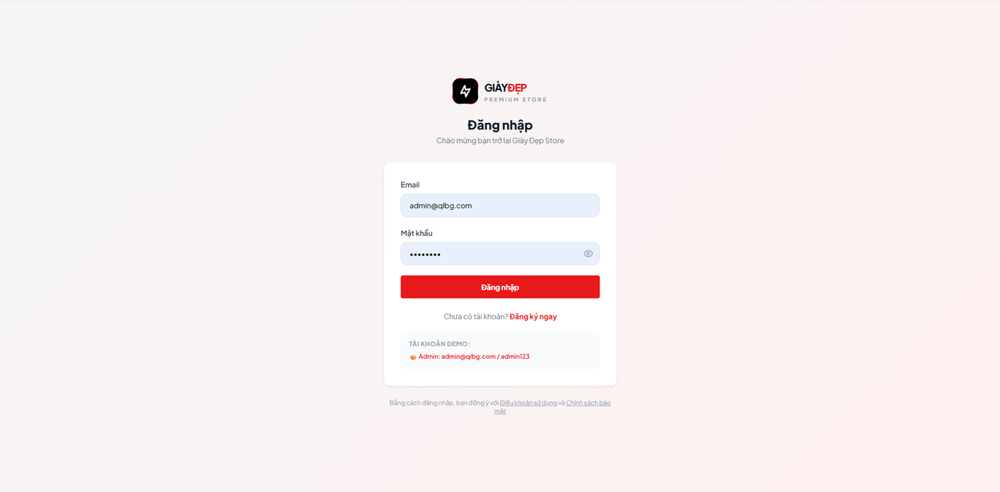 GIÀYĐẸP
PREMIUM STORE
Đăng nhập
Chào mừng bạn trở lại Giày Đẹp Store
Email
admin@qlbg.com
Mật khẩu
••••••••
Đăng nhập
Chưa có tài khoản? Đăng ký ngay
TÀI KHOẢN DEMO:
Admin: admin@qlbg.com / admin123
Bằng cách đăng nhập, bạn đồng ý với Điều khoản sử dụng và Chính sách bảo
mật